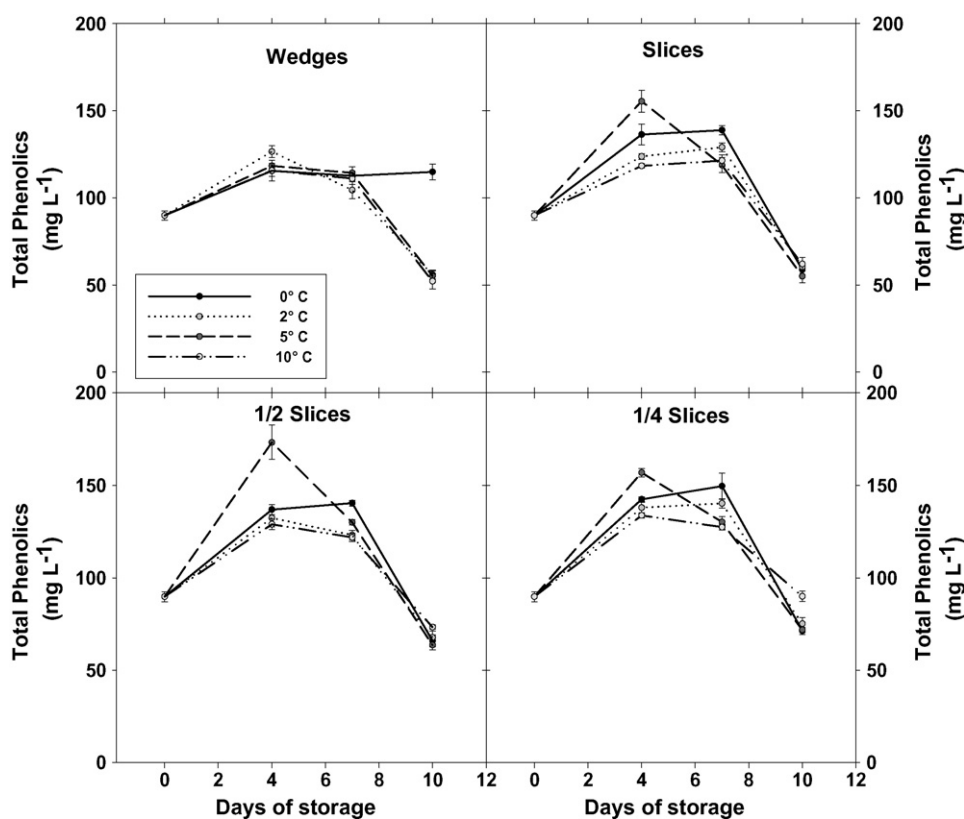 200
150
100
50
0
Total Phenolics
(mg L-1)
Wedges
0° C
2° C
5° C
10° C
Slices
200
150
100
50
0
Total Phenolics
(mg L-1)
200
150
100
50
0
Total Phenolics
(mg L-1)
1/2 Slices
0 2 4 6 8 10 12
Days of storage
1/4 Slices
200
150
100
50
0
Total Phenolics
(mg L-1)
0 2 4 6 8 10 12
Days of storage